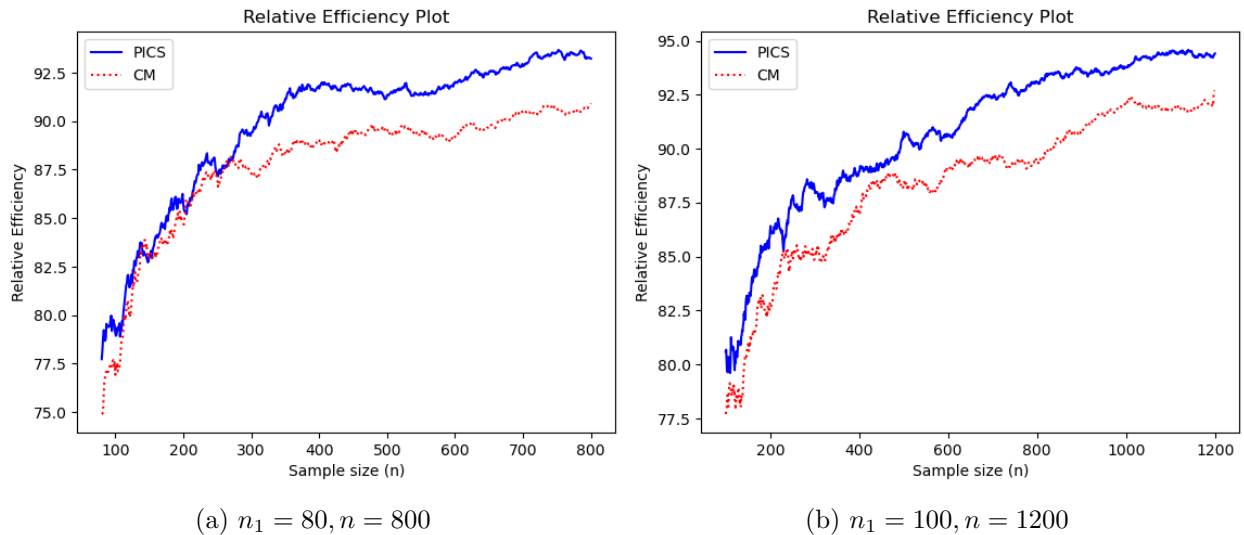 Relative Efficiency Plot
PICS
CM
92.5
90.0
87.5
85.0
82.5
80.0
77.5
75.0
Relative Efficiency
100 200 300 400 500 600 700 800
Sample size (n)
(a) n₁ = 80, n = 800
Relative Efficiency Plot
PICS
CM
95.0
92.5
90.0
87.5
85.0
82.5
80.0
77.5
Relative Efficiency
200 400 600 800 1000 1200
Sample size (n)
(b) n₁ = 100, n = 1200